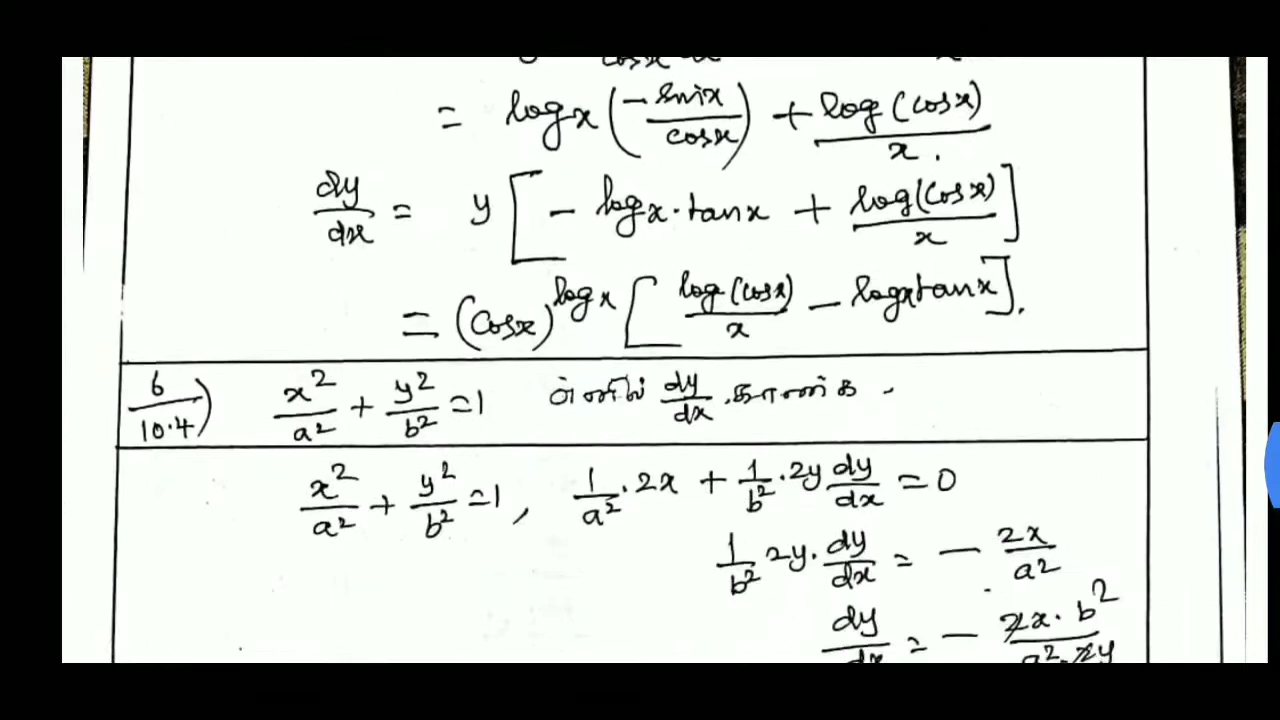 = log x (-sin x / cos x) + log (cos x) / x .
dy/dx = y [ - log x · tan x + log (cos x) / x ]
= (cos x)^log x [ log (cos x) / x - log x tan x ] .
6/10.4) x²/a² + y²/b² = 1 எனில் dy/dx காண்க .
x²/a² + y²/b² = 1 , 1/a² · 2x + 1/b² · 2y dy/dx = 0
1/b² 2y · dy/dx = - 2x/a²
dy/dx = - 2x · b² / a² · 2y